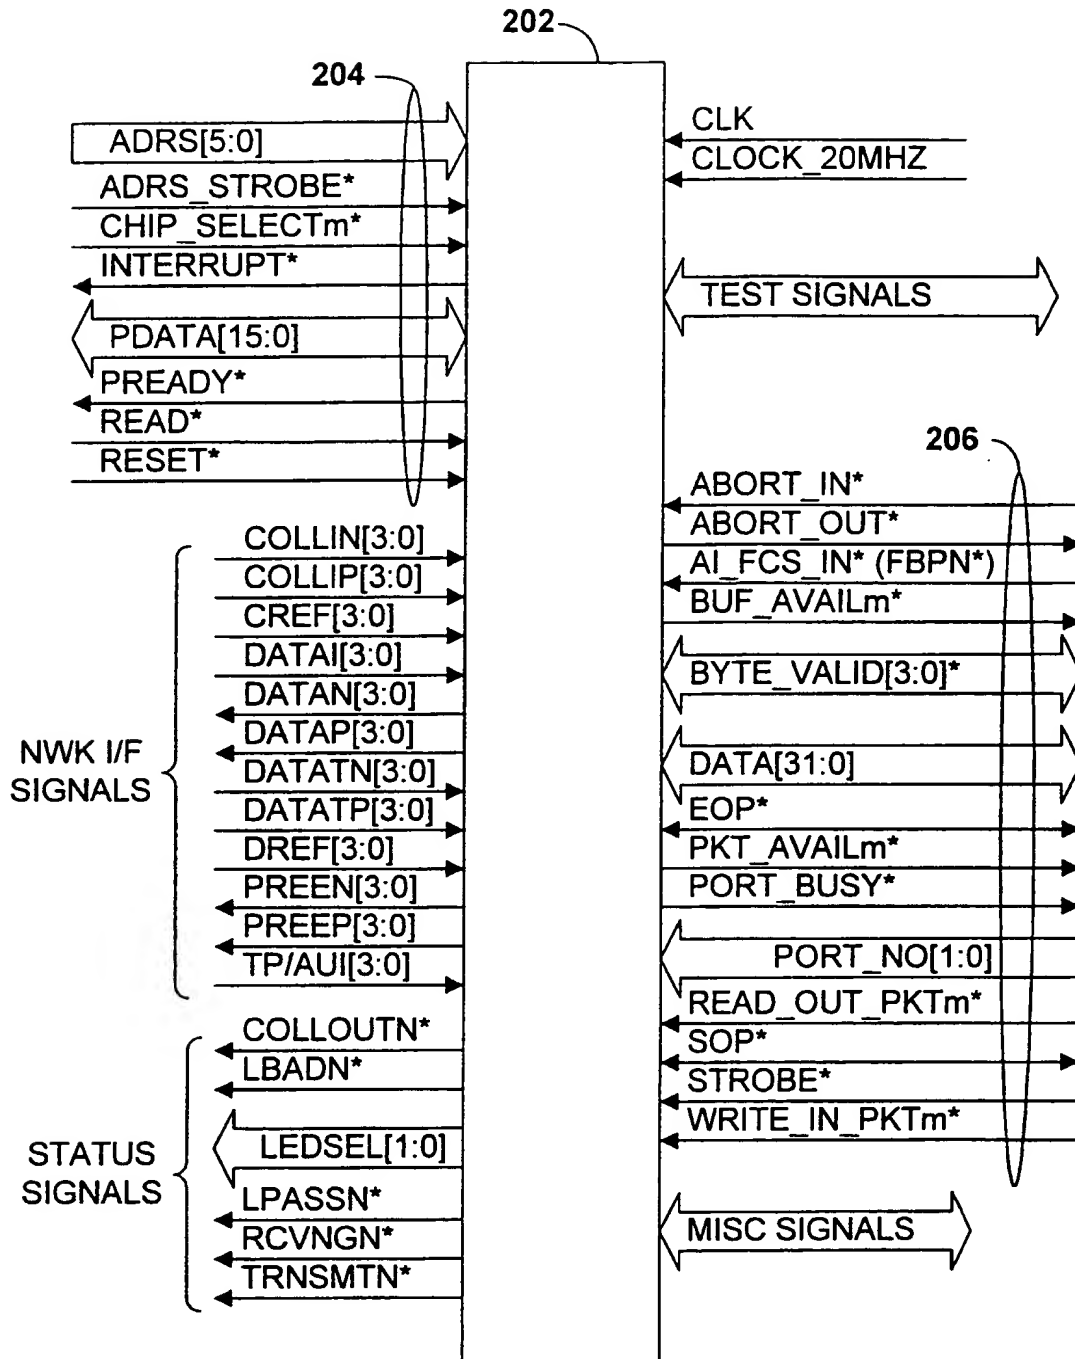 202
204
ADRS[5:0]
ADRS_STROBE*
CHIP_SELECTm*
INTERRUPT*
PDATA[15:0]
PREADY*
READ*
RESET*
NWK I/F
SIGNALS
COLLIN[3:0]
COLLIP[3:0]
CREF[3:0]
DATAI[3:0]
DATAN[3:0]
DATAP[3:0]
DATATN[3:0]
DATATP[3:0]
DREF[3:0]
PREEN[3:0]
PREEP[3:0]
TP/AUI[3:0]
STATUS
SIGNALS
COLLOUTN*
LBADN*
LEDSEL[1:0]
LPASSN*
RCVNGN*
TRNSMTN*
CLK
CLOCK_20MHZ
TEST SIGNALS
206
ABORT_IN*
ABORT_OUT*
AI_FCS_IN* (FBPN*)
BUF_AVAILm*
BYTE_VALID[3:0]*
DATA[31:0]
EOP*
PKT_AVAILm*
PORT_BUSY*
PORT_NO[1:0]
READ_OUT_PKTm*
SOP*
STROBE*
WRITE_IN_PKTm*
MISC SIGNALS